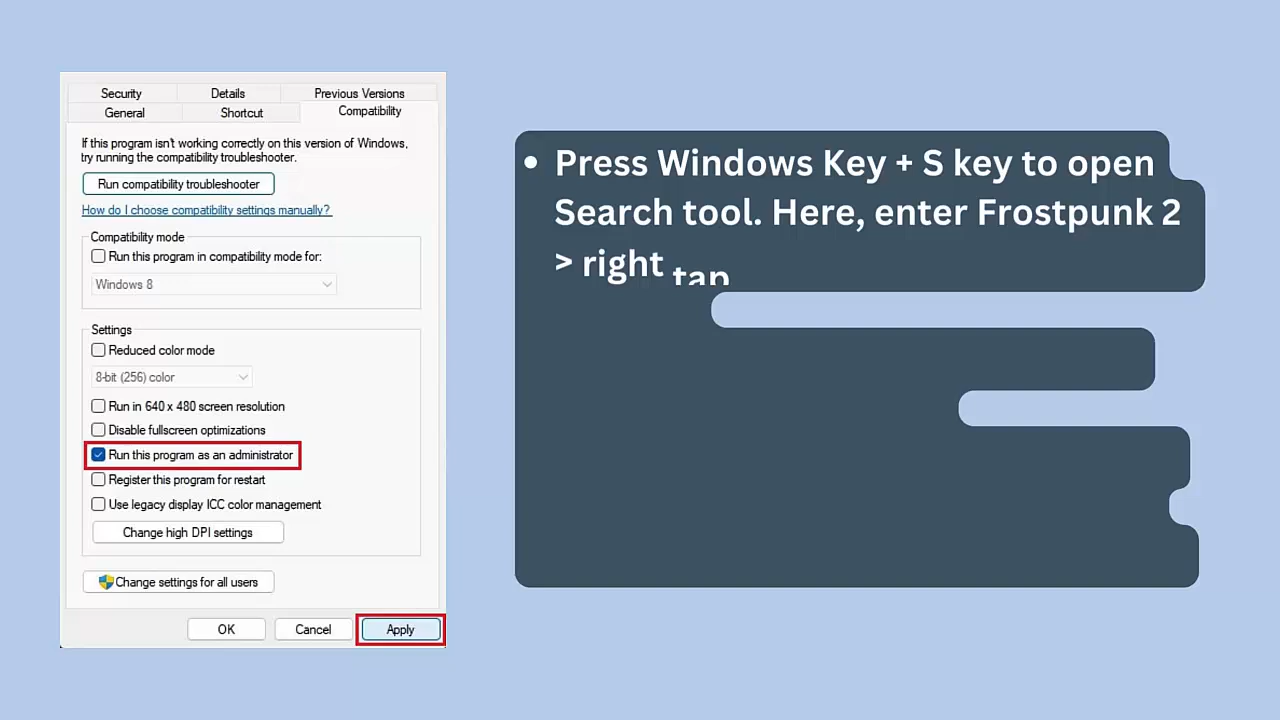 Security Details Previous Versions
General Shortcut Compatibility
If this program isn't working correctly on this version of Windows,
try running the compatibility troubleshooter.
Run compatibility troubleshooter
How do I choose compatibility settings manually?
Compatibility mode
Run this program in compatibility mode for:
Windows 8
Settings
Reduced color mode
8-bit (256) color
Run in 640 x 480 screen resolution
Disable fullscreen optimizations
Run this program as an administrator
Register this program for restart
Use legacy display ICC color management
Change high DPI settings
Change settings for all users
OK Cancel Apply
• Press Windows Key + S key to open
Search tool. Here, enter Frostpunk 2
> right tap